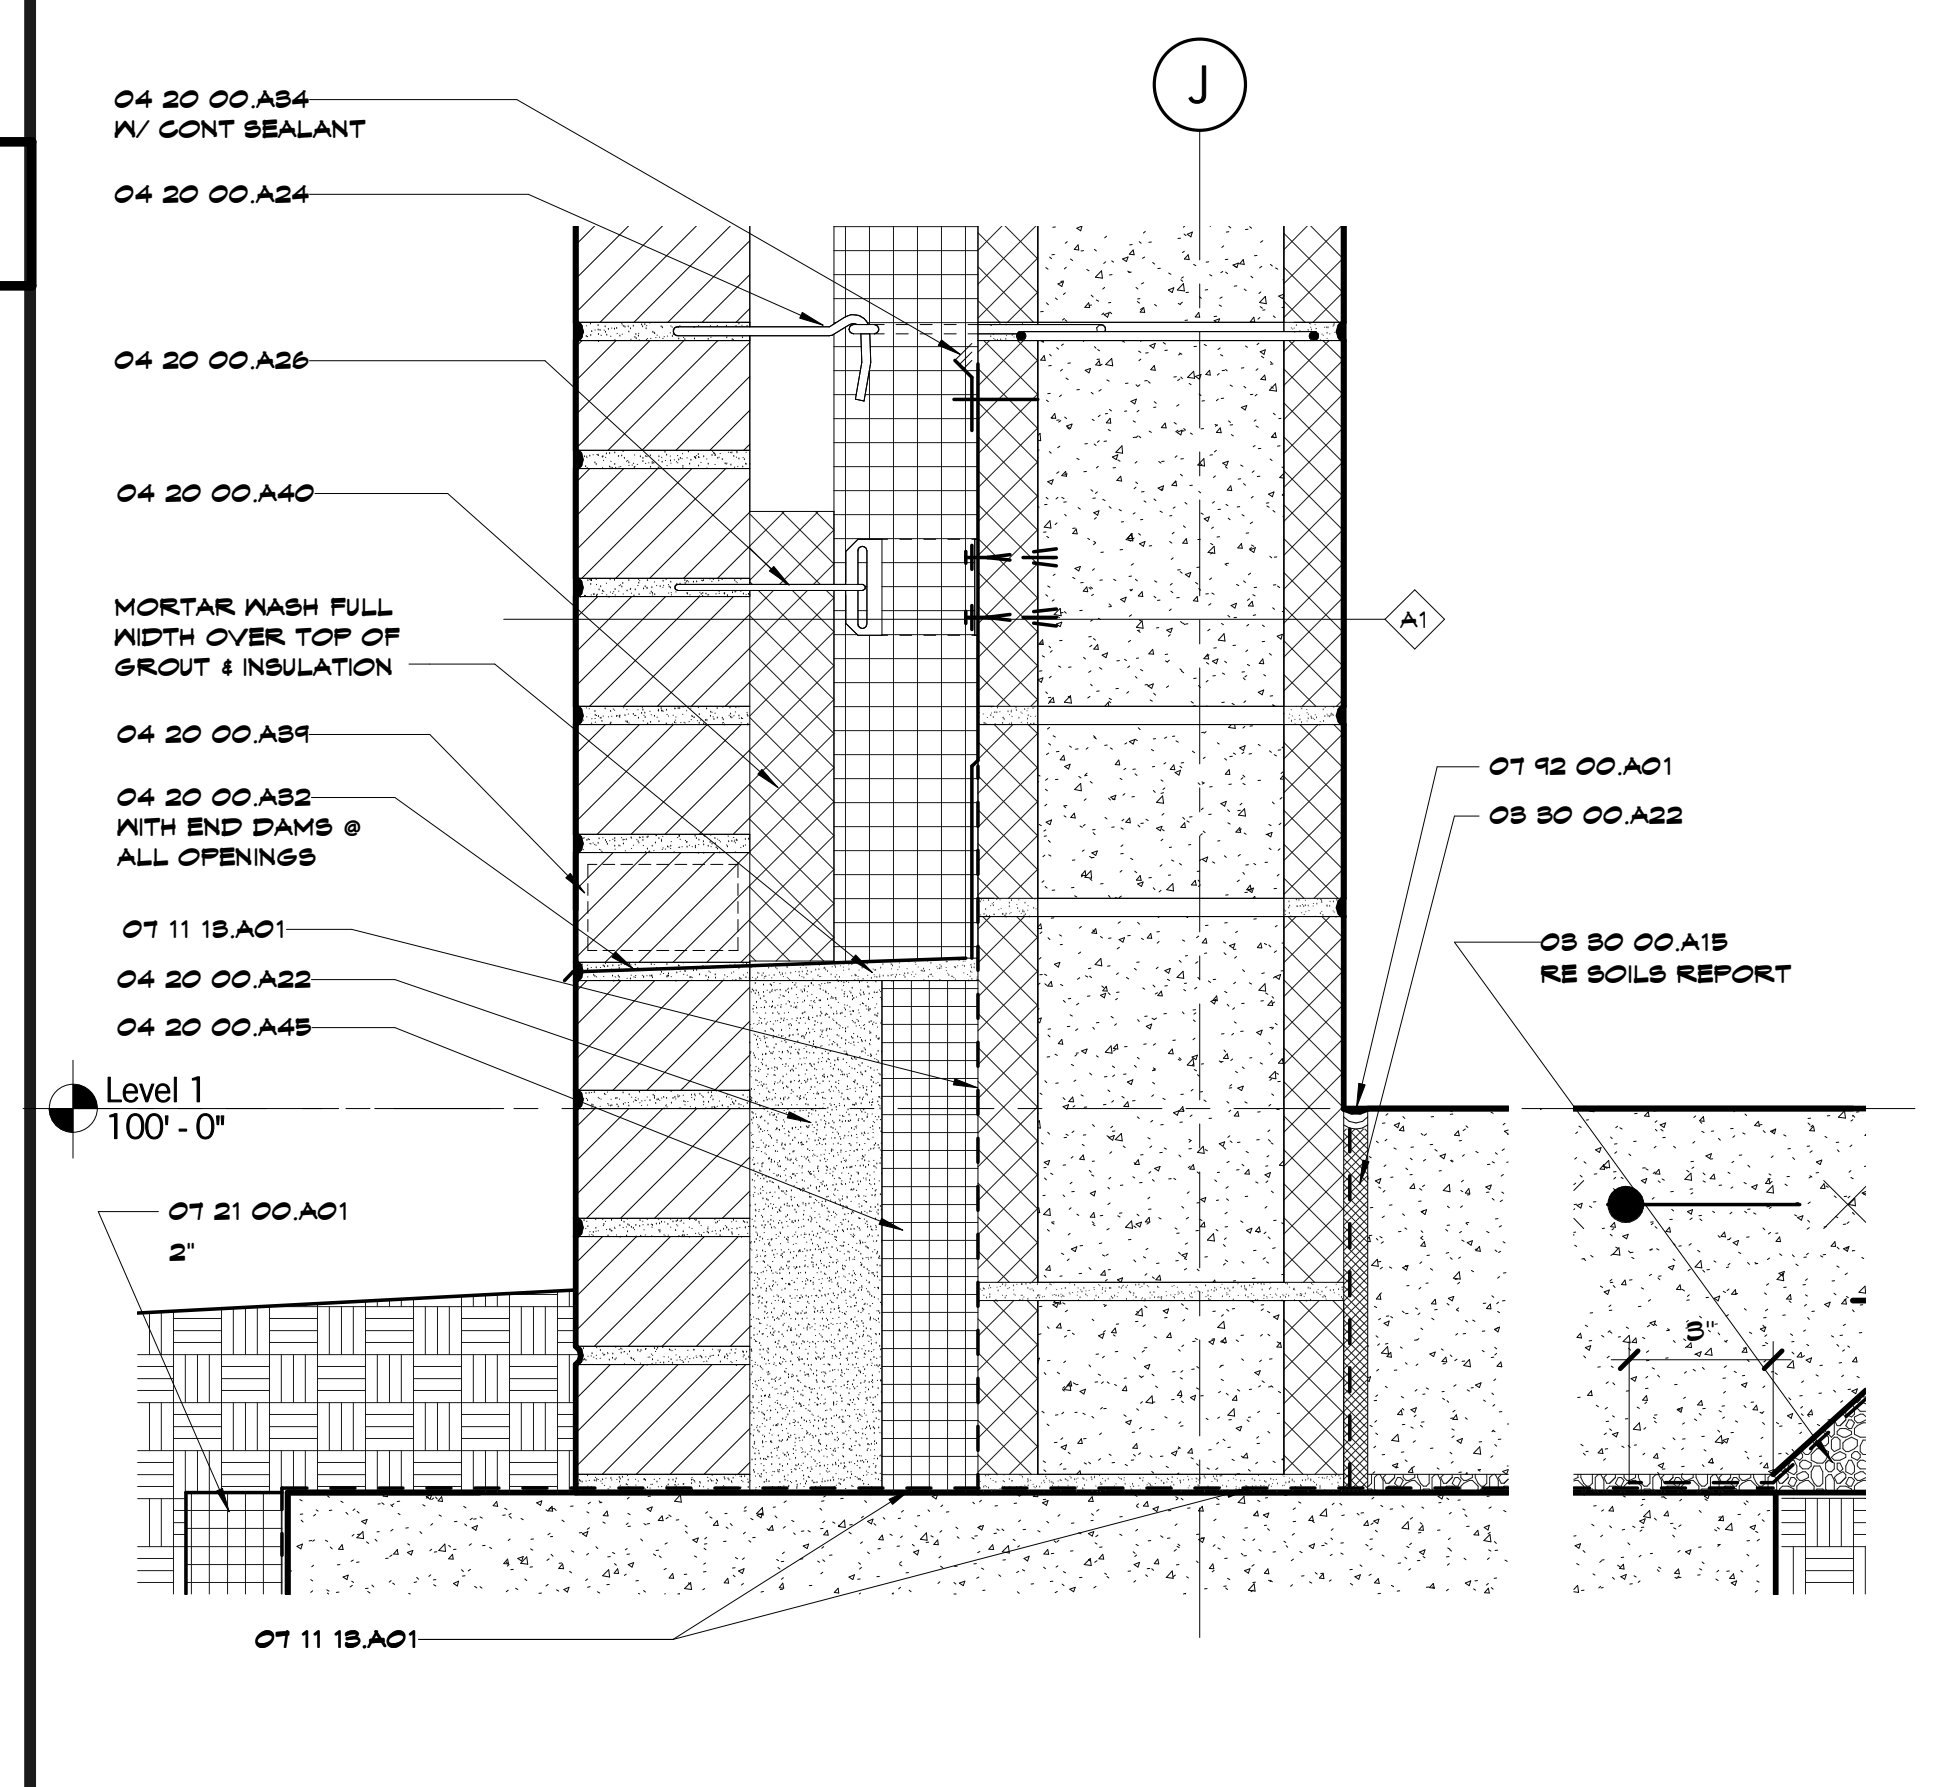 J
04 20 00.A34
W/ CONT SEALANT
04 20 00.A24
04 20 00.A26
04 20 00.A40
MORTAR WASH FULL
WIDTH OVER TOP OF
GROUT & INSULATION
A1
04 20 00.A39
04 20 00.A32
WITH END DAMS @
ALL OPENINGS
07 11 13.A01
04 20 00.A22
04 20 00.A45
Level 1
100' - 0"
07 21 00.A01
2"
07 11 13.A01
07 92 00.A01
03 30 00.A22
03 30 00.A15
RE SOILS REPORT
3"